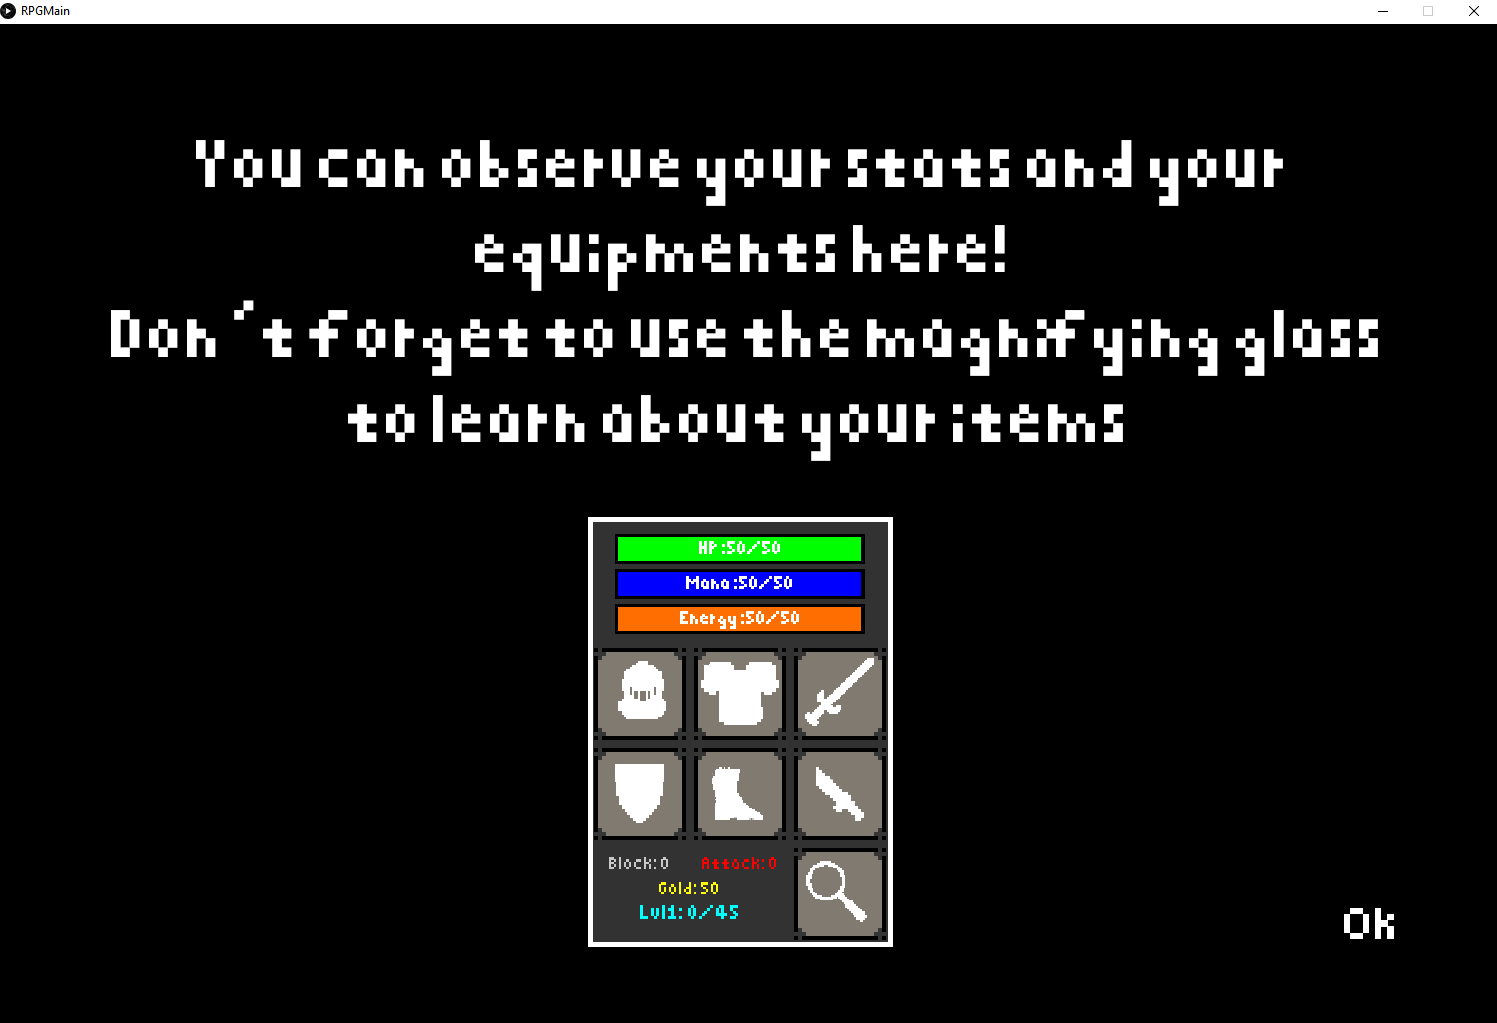 RPGMain
You can observe your stats and your
equipments here!
Don't forget to use the magnifying glass
to learn about your items
HP:50/50
Mana:50/50
Energy:50/50
Block:0 Attack:0
Gold:50
Lvl1:0/45
Ok